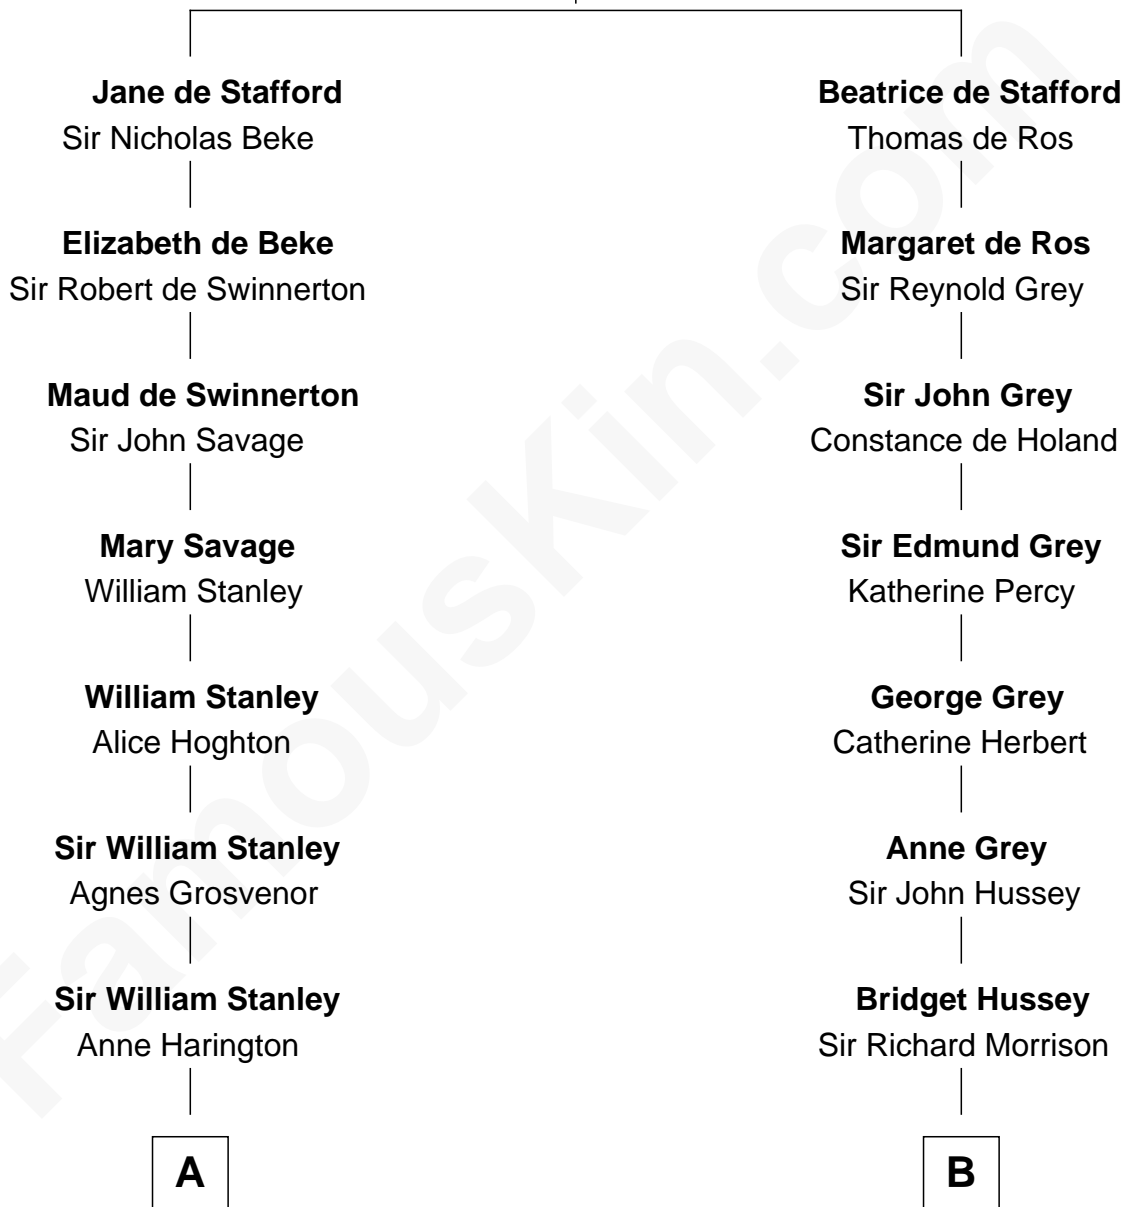 Jane de Stafford
Sir Nicholas Beke
Elizabeth de Beke
Sir Robert de Swinnerton
Maud de Swinnerton
Sir John Savage
Mary Savage
William Stanley
William Stanley
Alice Hoghton
Sir William Stanley
Agnes Grosvenor
Sir William Stanley
Anne Harington
A
Beatrice de Stafford
Thomas de Ros
Margaret de Ros
Sir Reynold Grey
Sir John Grey
Constance de Holand
Sir Edmund Grey
Katherine Percy
George Grey
Catherine Herbert
Anne Grey
Sir John Hussey
Bridget Hussey
Sir Richard Morrison
B
FamousKin.com